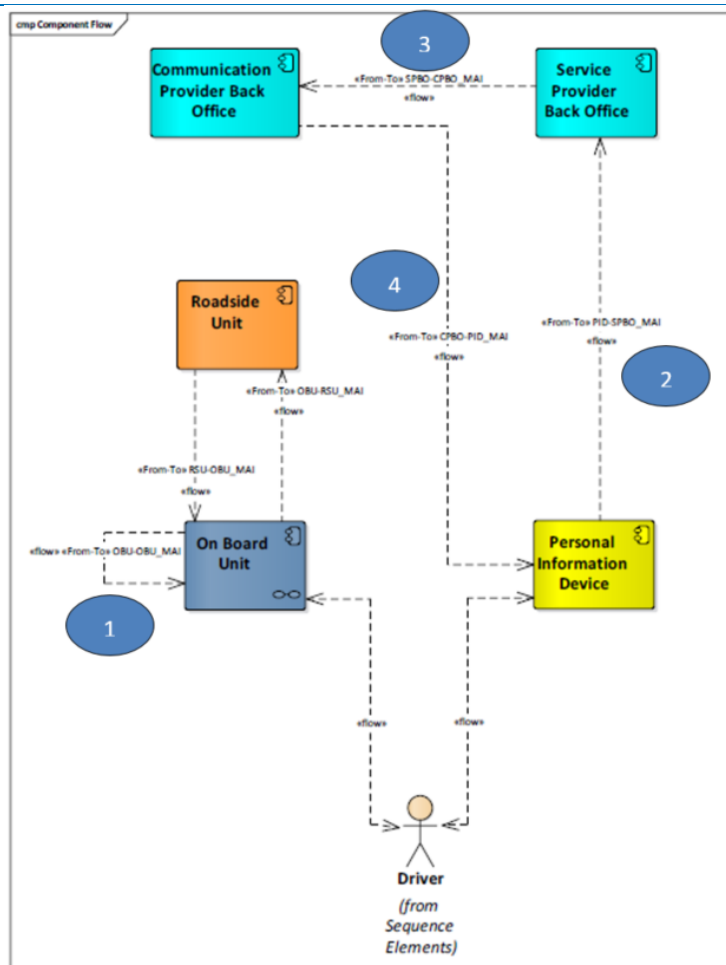 cmp Component Flow
3
Communication
Provider Back
Office
«From-To» SPBO-CPBO_MAI
«flow»
Service
Provider
Back Office
4
Roadside
Unit
«From-To» CPBO-PID_MAI
«flow»
«From-To» PID-SPBO_MAI
«flow»
2
«From-To» OBU-RSU_MAI
«flow»
«From-To» RSU-OBU_MAI
«flow»
«flow» «From-To» OBU-OBU_MAI
On Board
Unit
Personal
Information
Device
1
«flow»
«flow»
Driver
(from
Sequence
Elements)